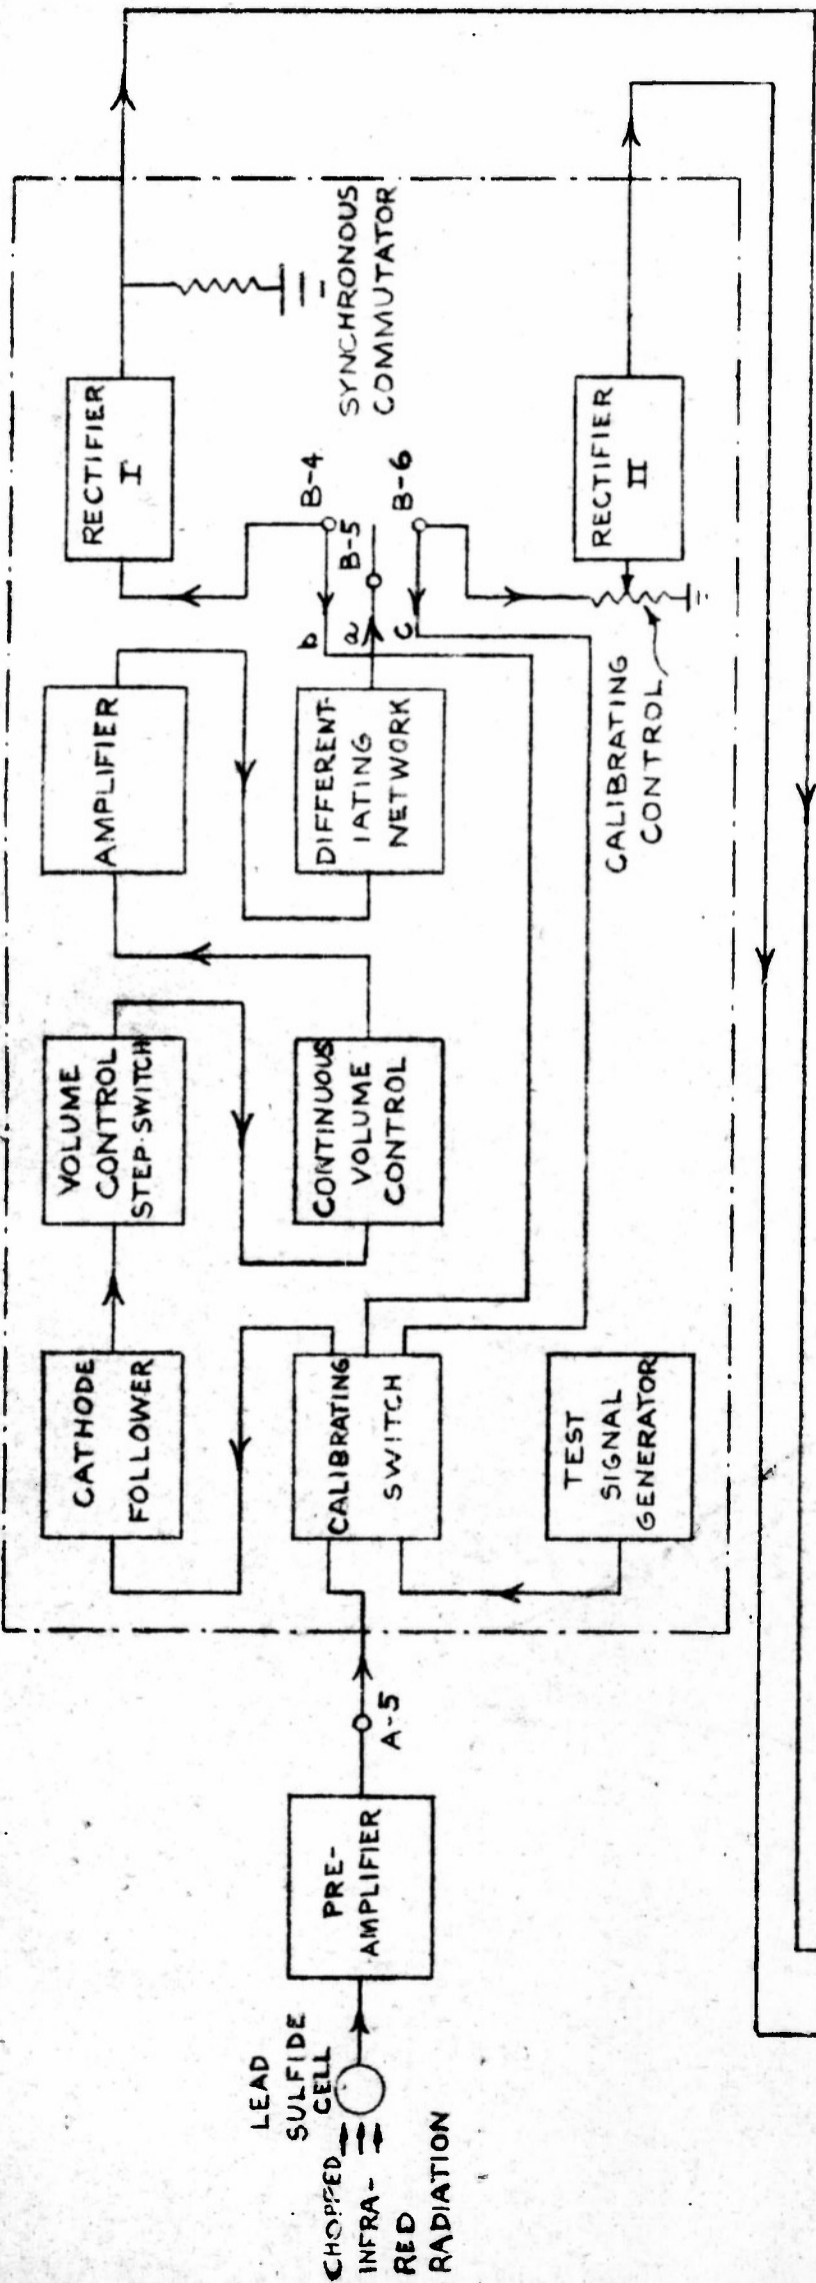 CHOPPED
INFRA-
RED
RADIATION
LEAD
SULFIDE
CELL
PRE-
AMPLIFIER
A-5
CATHODE
FOLLOWER
CALIBRATING
SWITCH
TEST
SIGNAL
GENERATOR
VOLUME
CONTROL
STEP-SWITCH
CONTINUOUS
VOLUME
CONTROL
AMPLIFIER
DIFFERENT-
IATING
NETWORK
b
a
c
B-4
B-5
B-6
SYNCHRONOUS
COMMUTATOR
RECTIFIER
I
RECTIFIER
II
CALIBRATING
CONTROL